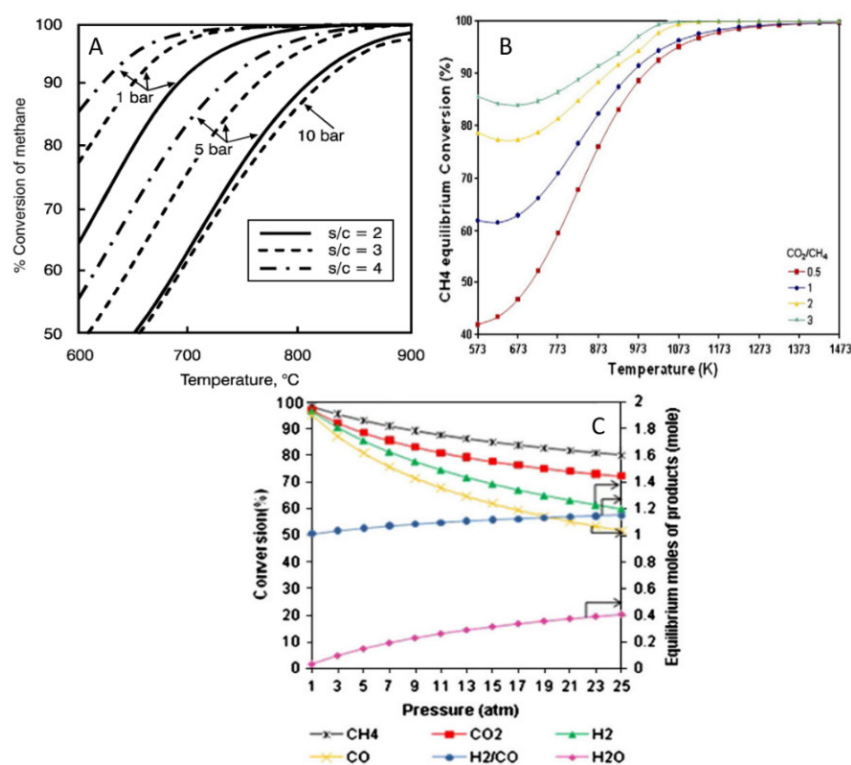 A
% Conversion of methane
100
90
80
70
60
50
1 bar
5 bar
10 bar
s/c = 2
s/c = 3
s/c = 4
600
700
800
900
Temperature, °C
B
CH4 equilibrium Conversion (%)
100
90
80
70
60
50
40
CO₂/CH₄
0.5
1
2
3
573
673
773
873
973
1073
1173
1273
1373
1473
Temperature (K)
C
Conversion(%)
100
90
80
70
60
50
40
30
20
10
0
2
1.8
1.6
1.4
1.2
1
0.8
0.6
0.4
0.2
0
Equilibrium moles of products (mole)
1 3 5 7 9 11 13 15 17 19 21 23 25
Pressure (atm)
CH4 CO2 H2
CO H2/CO H2O